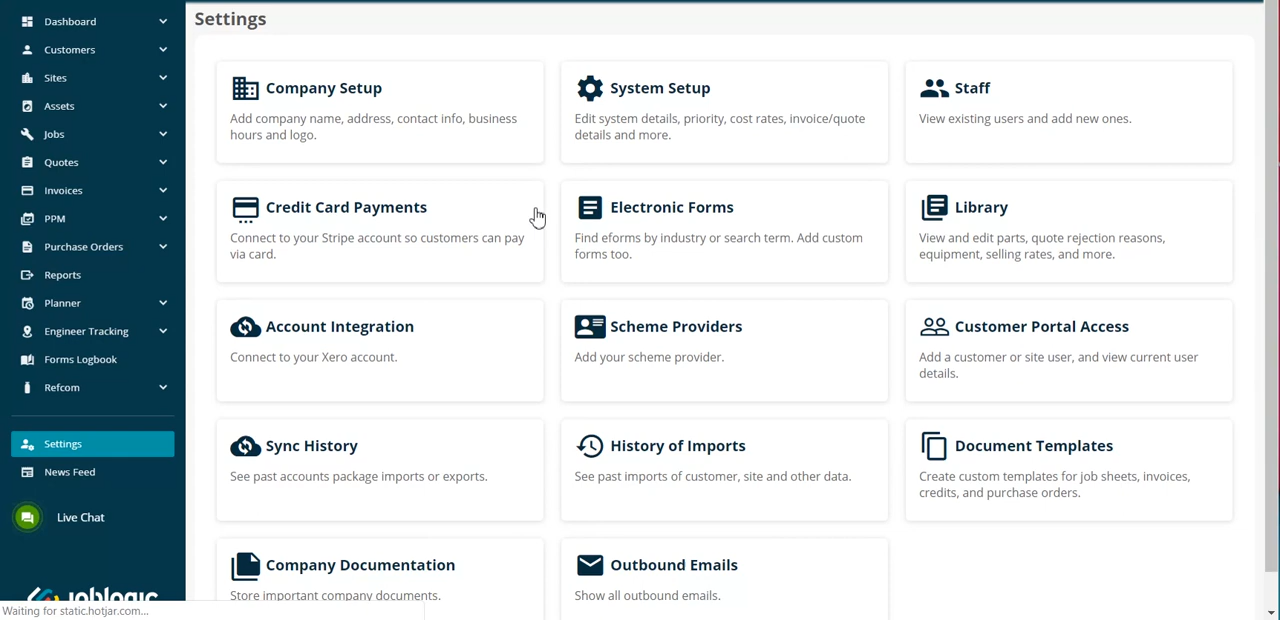 Dashboard
Customers
Sites
Assets
Jobs
Quotes
Invoices
PPM
Purchase Orders
Reports
Planner
Engineer Tracking
Forms Logbook
Refcom
Settings
News Feed
Live Chat
joblogic
Waiting for static.hotjar.com...
Settings
Company Setup
Add company name, address, contact info, business
hours and logo.
System Setup
Edit system details, priority, cost rates, invoice/quote
details and more.
Staff
View existing users and add new ones.
Credit Card Payments
Connect to your Stripe account so customers can pay
via card.
Electronic Forms
Find eforms by industry or search term. Add custom
forms too.
Library
View and edit parts, quote rejection reasons,
equipment, selling rates, and more.
Account Integration
Connect to your Xero account.
Scheme Providers
Add your scheme provider.
Customer Portal Access
Add a customer or site user, and view current user
details.
Sync History
See past accounts package imports or exports.
History of Imports
See past imports of customer, site and other data.
Document Templates
Create custom templates for job sheets, invoices,
credits, and purchase orders.
Company Documentation
Store important company documents.
Outbound Emails
Show all outbound emails.